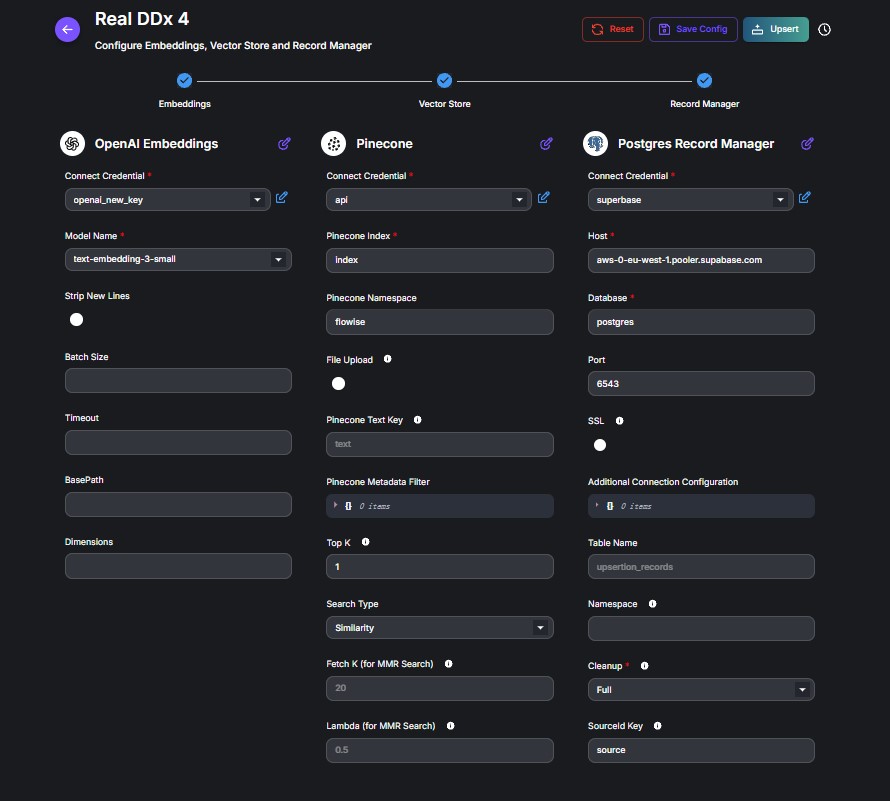 Real DDx 4
Configure Embeddings, Vector Store and Record Manager
Reset
Save Config
Upsert
Embeddings
Vector Store
Record Manager
OpenAI Embeddings
Connect Credential *
openai_new_key
Model Name *
text-embedding-3-small
Strip New Lines
Batch Size
Timeout
BasePath
Dimensions
Pinecone
Connect Credential *
api
Pinecone Index *
index
Pinecone Namespace
flowise
File Upload
Pinecone Text Key
text
Pinecone Metadata Filter
{} 0 items
Top K
1
Search Type
Similarity
Fetch K (for MMR Search)
20
Lambda (for MMR Search)
0.5
Postgres Record Manager
Connect Credential *
superbase
Host *
aws-0-eu-west-1.pooler.supabase.com
Database *
postgres
Port
6543
SSL
Additional Connection Configuration
{} 0 items
Table Name
upsertion_records
Namespace
Cleanup *
Full
SourceId Key
source